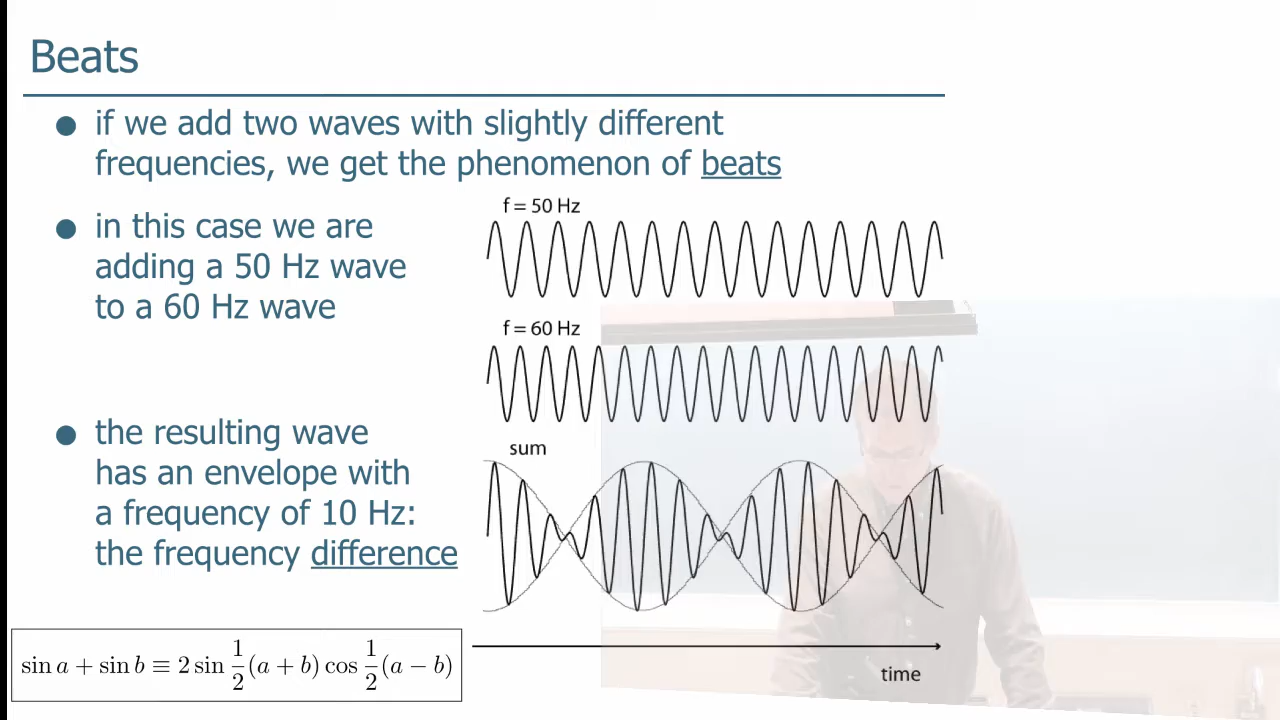 Beats
● if we add two waves with slightly different
frequencies, we get the phenomenon of beats
● in this case we are
adding a 50 Hz wave
to a 60 Hz wave
● the resulting wave
has an envelope with
a frequency of 10 Hz:
the frequency difference
sin a + sin b ≡ 2 sin 1/2 (a + b) cos 1/2 (a − b)
f = 50 Hz
f = 60 Hz
sum
time